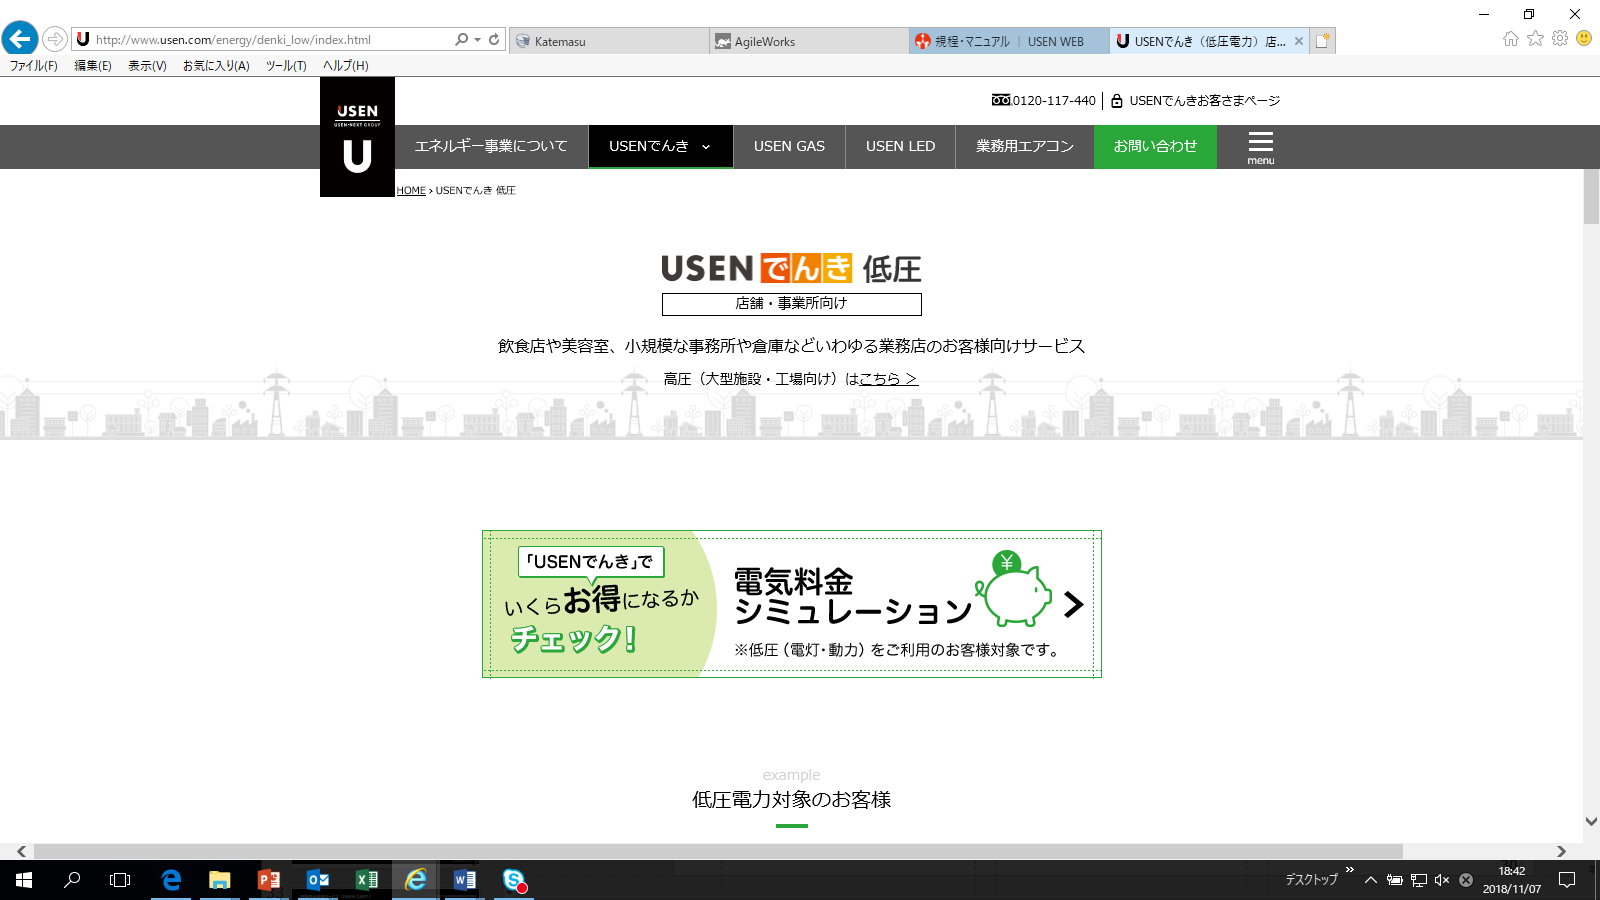 http://www.usen.com/energy/denki_low/index.html
Katemasu
AgileWorks
規程・マニュアル | USEN WEB
USENでんき（低圧電力）店...
ファイル(F) 編集(E) 表示(V) お気に入り(A) ツール(T) ヘルプ(H)
0120-117-440
USENでんきお客さまページ
USEN
USEN-NEXT GROUP
U
エネルギー事業について
USENでんき
USEN GAS
USEN LED
業務用エアコン
お問い合わせ
menu
HOME › USENでんき 低圧
USENでんき 低圧
店舗・事業所向け
飲食店や美容室、小規模な事務所や倉庫などいわゆる業務店のお客様向けサービス
高圧（大型施設・工場向け）はこちら ＞
「USENでんき」で
いくらお得になるか
チェック！
電気料金
シミュレーション
※低圧（電灯・動力）をご利用のお客様対象です。
example
低圧電力対象のお客様
デスクトップ
18:42
2018/11/07